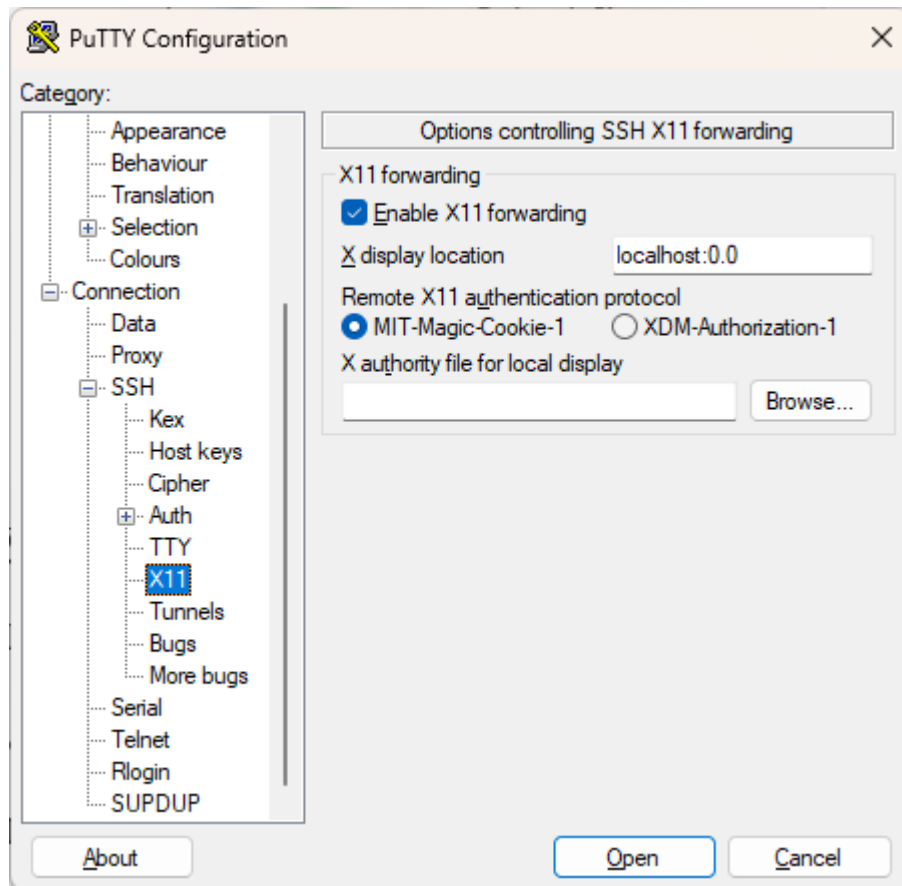 PuTTY Configuration
Category:
Appearance
Behaviour
Translation
Selection
Colours
Connection
Data
Proxy
SSH
Kex
Host keys
Cipher
Auth
TTY
X11
Tunnels
Bugs
More bugs
Serial
Telnet
Rlogin
SUPDUP
Options controlling SSH X11 forwarding
X11 forwarding
Enable X11 forwarding
X display location localhost:0.0
Remote X11 authentication protocol
MIT-Magic-Cookie-1 XDM-Authorization-1
X authority file for local display
Browse...
About Open Cancel